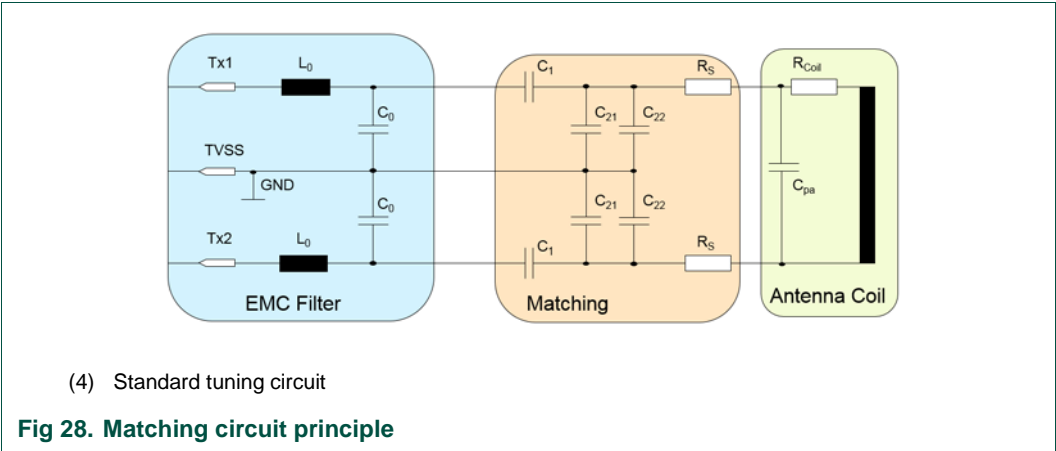 Tx1
L0
C0
TVSS
GND
C0
Tx2
L0
EMC Filter
C1
RS
C21
C22
C21
C22
C1
RS
Matching
RCoil
Cpa
Antenna Coil
(4) Standard tuning circuit
Fig 28. Matching circuit principle